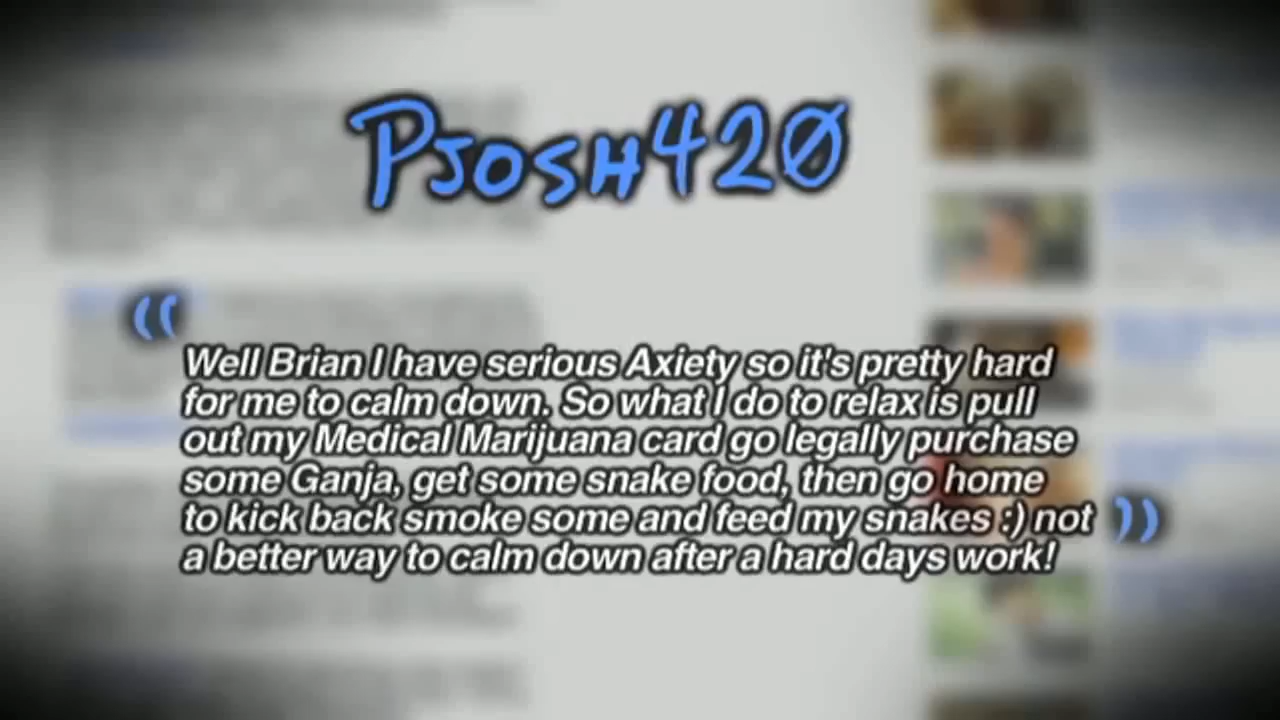 PJOSH420
“
Well Brian I have serious Axiety so it's pretty hard
for me to calm down. So what I do to relax is pull
out my Medical Marijuana card go legally purchase
some Ganja, get some snake food, then go home
to kick back smoke some and feed my snakes :) not
a better way to calm down after a hard days work!
”